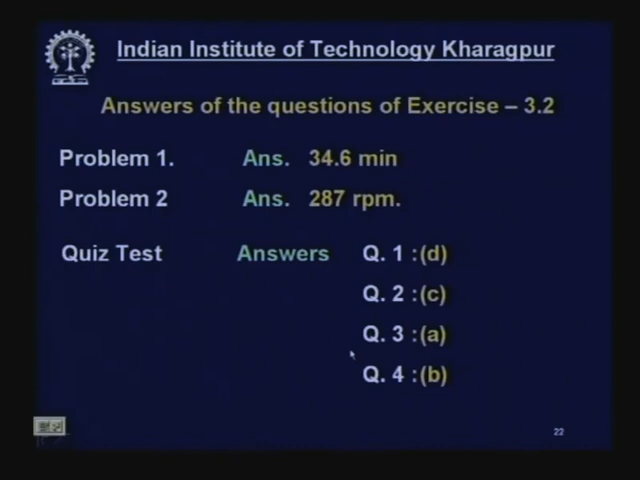 Indian Institute of Technology Kharagpur
Answers of the questions of Exercise – 3.2
Problem 1. Ans. 34.6 min
Problem 2 Ans. 287 rpm.
Quiz Test Answers Q. 1 :(d)
Q. 2 :(c)
Q. 3 :(a)
Q. 4 :(b)
22